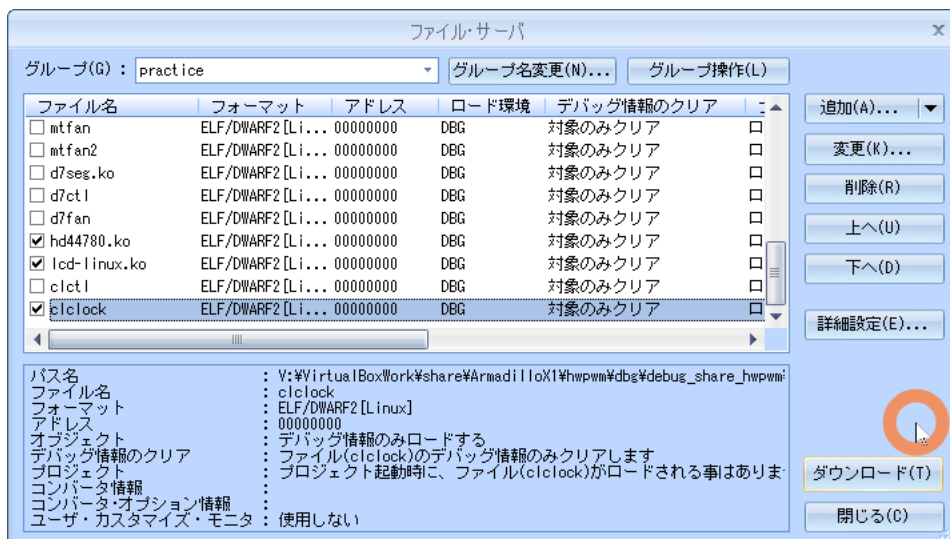 ファイル・サーバ x
グループ(G) : practice グループ名変更(N)... グループ操作(L)
ファイル名 フォーマット アドレス ロード環境 デバッグ情報のクリア
mtfan ELF/DWARF2[Li... 00000000 DBG 対象のみクリア ロ
mtfan2 ELF/DWARF2[Li... 00000000 DBG 対象のみクリア ロ
d7seg.ko ELF/DWARF2[Li... 00000000 DBG 対象のみクリア ロ
d7ctl ELF/DWARF2[Li... 00000000 DBG 対象のみクリア ロ
d7fan ELF/DWARF2[Li... 00000000 DBG 対象のみクリア ロ
hd44780.ko ELF/DWARF2[Li... 00000000 DBG 対象のみクリア ロ
lcd-linux.ko ELF/DWARF2[Li... 00000000 DBG 対象のみクリア ロ
clctl ELF/DWARF2[Li... 00000000 DBG 対象のみクリア ロ
clclock ELF/DWARF2[Li... 00000000 DBG 対象のみクリア ロ
追加(A)...
変更(K)...
削除(R)
上へ(U)
下へ(D)
詳細設定(E)...
パス名 : V:¥VirtualBoxWork¥share¥ArmadilloX1¥hwpwm¥dbg¥debug_share_hwpwm
ファイル名 : clclock
フォーマット : ELF/DWARF2[Linux]
アドレス : 00000000
オブジェクト : デバッグ情報のみロードする
デバッグ情報のクリア : ファイル(clclock)のデバッグ情報のみクリアします
プロジェクト : プロジェクト起動時に、ファイル(clclock)がロードされる事はありま
コンバータ情報 :
コンバータ・オプション情報 :
ユーザ・カスタマイズ・モニタ : 使用しない
ダウンロード(T)
閉じる(C)